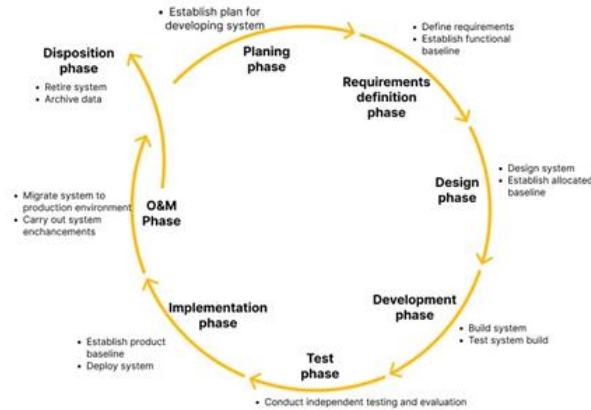 • Establish plan for
developing system
Planing
phase
• Define requirements
• Establish functional
baseline
Requirements
definition
phase
• Design system
• Establish allocated
baseline
Design
phase
Development
phase
• Build system
• Test system build
Test
phase
• Conduct independent testing and evaluation
Implementation
phase
• Establish product
baseline
• Deploy system
O&M
Phase
• Migrate system to
production environment
• Carry out system
enchancements
Disposition
phase
• Retire system
• Archive data